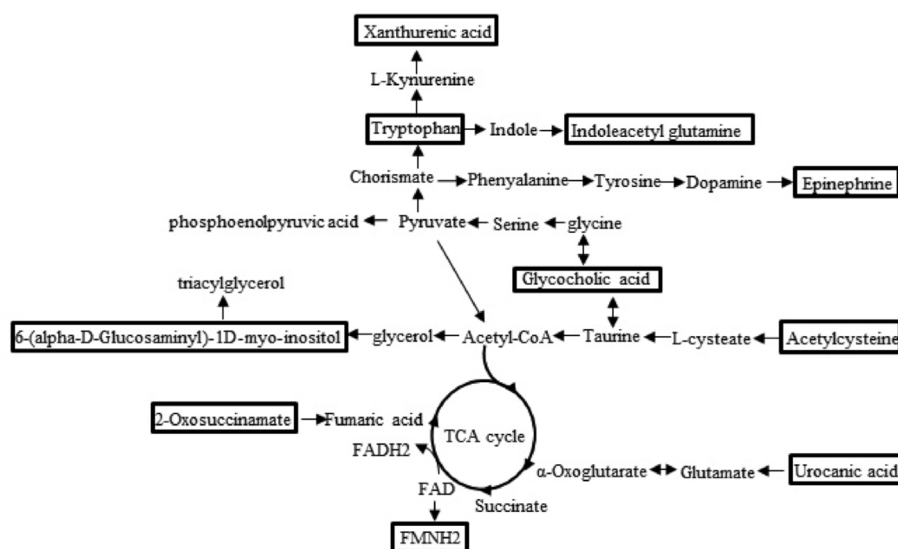 Xanthurenic acid
L-Kynurenine
Tryptophan Indole Indoleacetyl glutamine
Chorismate Phenyalanine Tyrosine Dopamine Epinephrine
phosphoenolpyruvic acid Pyruvate Serine glycine
Glycocholic acid
triacylglycerol
6-(alpha-D-Glucosaminyl)-1D-myo-inositol glycerol Acetyl-CoA Taurine L-cysteate Acetylcysteine
2-Oxosuccinamate Fumaric acid
TCA cycle
FADH2
α-Oxoglutarate Glutamate Urocanic acid
FAD
Succinate
FMNH2